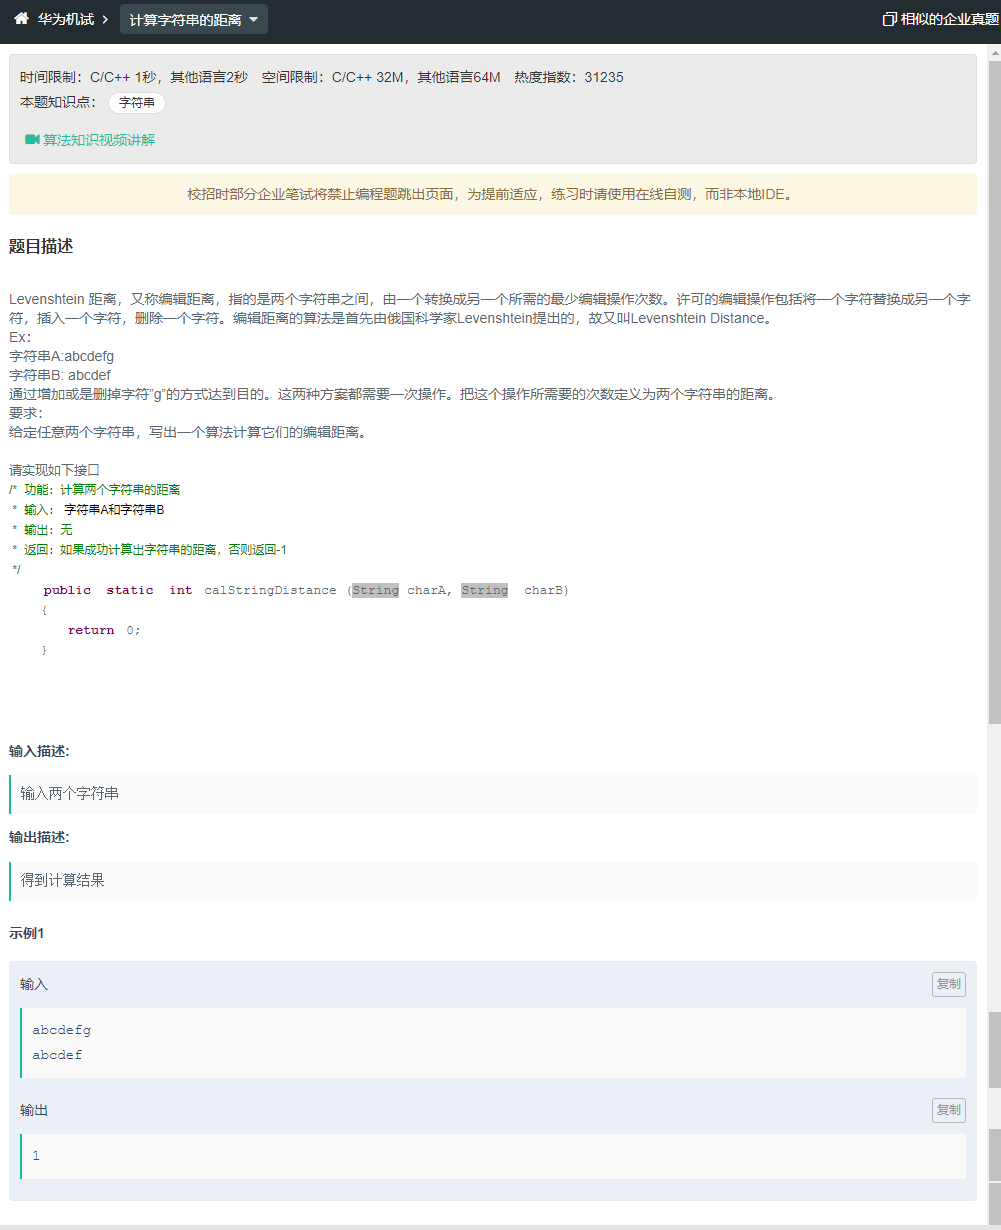 华为机试 计算字符串的距离 相似的企业真题
时间限制：C/C++ 1秒，其他语言2秒 空间限制：C/C++ 32M，其他语言64M 热度指数：31235
本题知识点： 字符串
算法知识视频讲解
校招时部分企业笔试将禁止编程题跳出页面，为提前适应，练习时请使用在线自测，而非本地IDE。
题目描述
Levenshtein 距离，又称编辑距离，指的是两个字符串之间，由一个转换成另一个所需的最少编辑操作次数。许可的编辑操作包括将一个字符替换成另一个字
符，插入一个字符，删除一个字符。编辑距离的算法是首先由俄国科学家Levenshtein提出的，故又叫Levenshtein Distance。
Ex：
字符串A:abcdefg
字符串B: abcdef
通过增加或是删掉字符"g"的方式达到目的。这两种方案都需要一次操作。把这个操作所需要的次数定义为两个字符串的距离。
要求：
给定任意两个字符串，写出一个算法计算它们的编辑距离。
请实现如下接口
/* 功能：计算两个字符串的距离
* 输入： 字符串A和字符串B
* 输出：无
* 返回：如果成功计算出字符串的距离，否则返回-1
*/
public static int calStringDistance (String charA, String charB)
{
return 0;
}
输入描述:
输入两个字符串
输出描述:
得到计算结果
示例1
输入 复制
abcdefg
abcdef
输出 复制
1